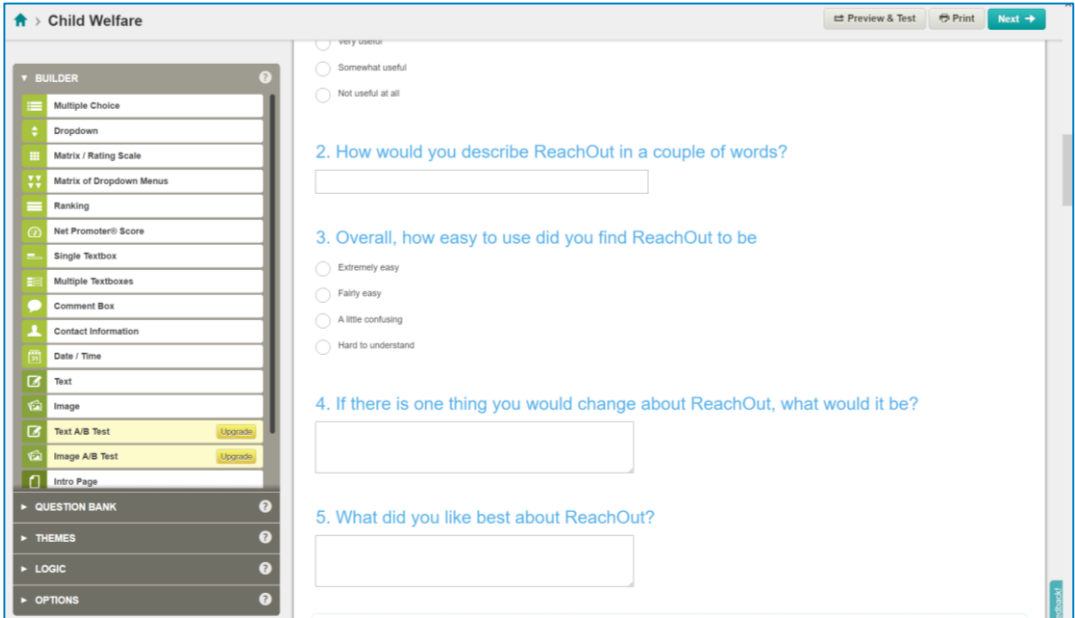 Child Welfare
Preview & Test
Print
Next
BUILDER
Multiple Choice
Dropdown
Matrix / Rating Scale
Matrix of Dropdown Menus
Ranking
Net Promoter® Score
Single Textbox
Multiple Textboxes
Comment Box
Contact Information
Date / Time
Text
Image
Text A/B Test Upgrade
Image A/B Test Upgrade
Intro Page
QUESTION BANK
THEMES
LOGIC
OPTIONS
Very useful
Somewhat useful
Not useful at all
2. How would you describe ReachOut in a couple of words?
3. Overall, how easy to use did you find ReachOut to be
Extremely easy
Fairly easy
A little confusing
Hard to understand
4. If there is one thing you would change about ReachOut, what would it be?
5. What did you like best about ReachOut?